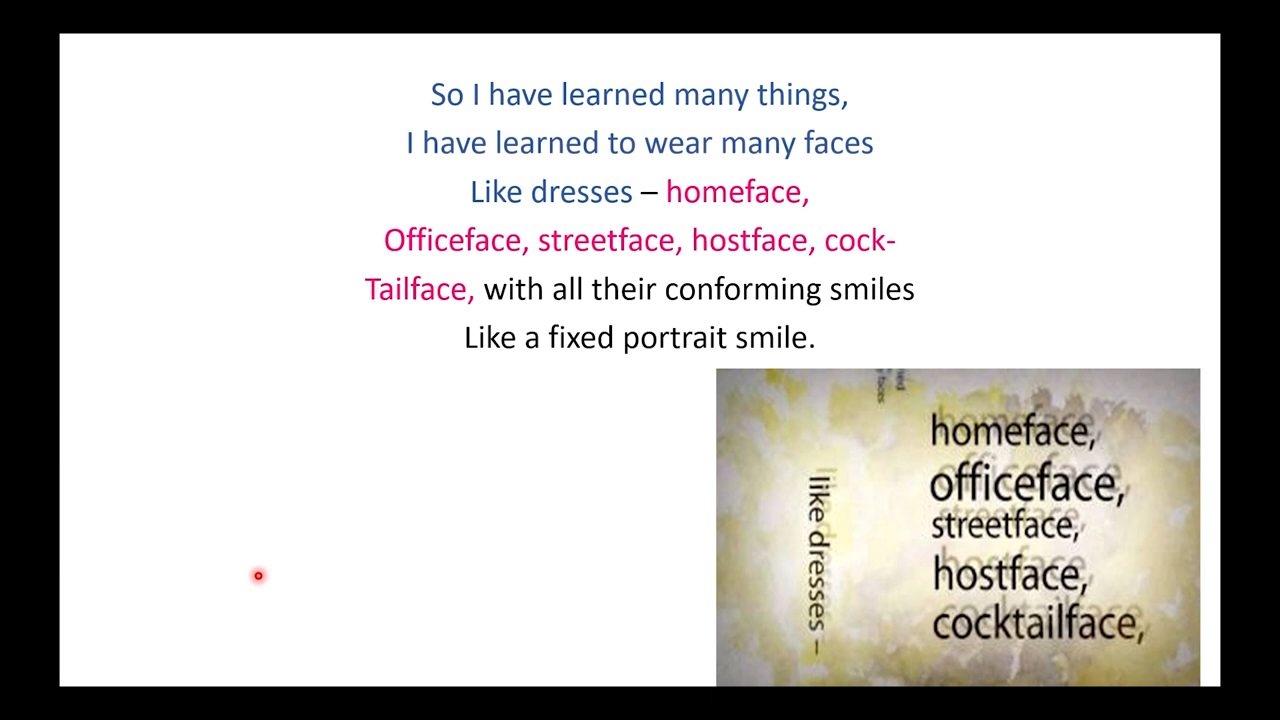 So I have learned many things,
I have learned to wear many faces
Like dresses – homeface,
Officeface, streetface, hostface, cock-
Tailface, with all their conforming smiles
Like a fixed portrait smile.
like dresses –
homeface,
officeface,
streetface,
hostface,
cocktailface,